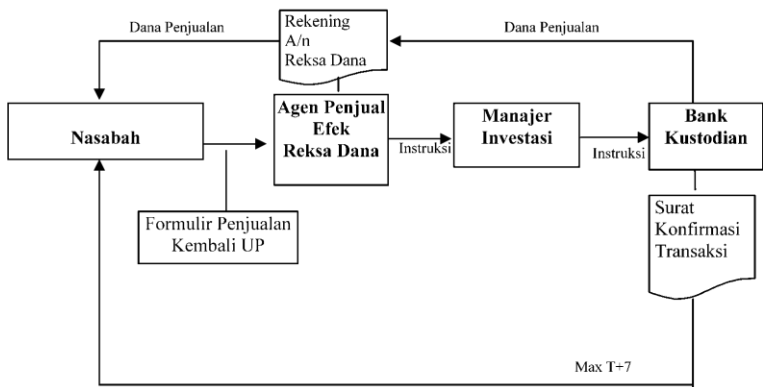 Dana Penjualan
Rekening
A/n
Reksa Dana
Dana Penjualan
Nasabah
Agen Penjual
Efek
Reksa Dana
Instruksi
Manajer
Investasi
Instruksi
Bank
Kustodian
Formulir Penjualan
Kembali UP
Surat
Konfirmasi
Transaksi
Max T+7